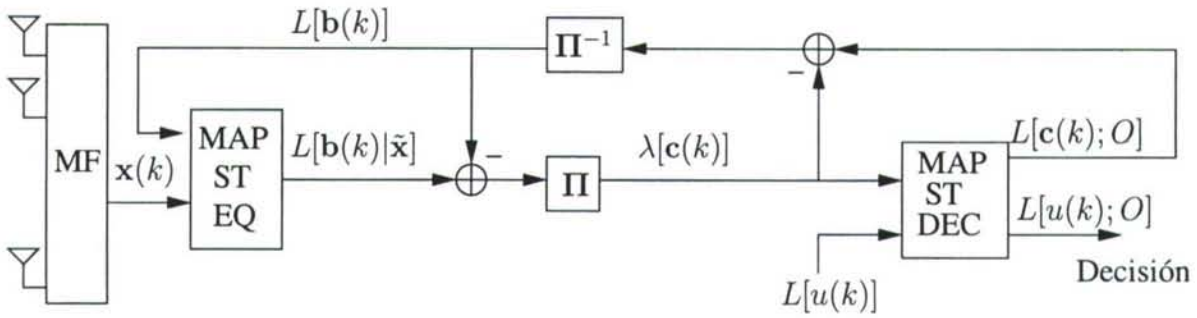 L[b(k)]
Π⁻¹
−
MF
x(k)
MAP
ST
EQ
L[b(k)|x̃]
−
Π
λ[c(k)]
MAP
ST
DEC
L[c(k); O]
L[u(k); O]
L[u(k)]
Decisión